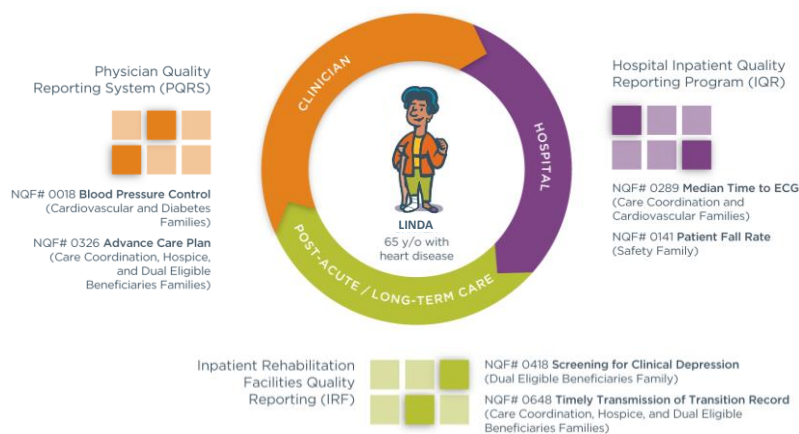 Physician Quality
Reporting System (PQRS)
NQF# 0018 Blood Pressure Control
(Cardiovascular and Diabetes
Families)
NQF# 0326 Advance Care Plan
(Care Coordination, Hospice,
and Dual Eligible
Beneficiaries Families)
CLINICIAN
HOSPITAL
POST-ACUTE / LONG-TERM CARE
LINDA
65 y/o with
heart disease
Hospital Inpatient Quality
Reporting Program (IQR)
NQF# 0289 Median Time to ECG
(Care Coordination and
Cardiovascular Families)
NQF# 0141 Patient Fall Rate
(Safety Family)
Inpatient Rehabilitation
Facilities Quality
Reporting (IRF)
NQF# 0418 Screening for Clinical Depression
(Dual Eligible Beneficiaries Family)
NQF# 0648 Timely Transmission of Transition Record
(Care Coordination, Hospice, and Dual Eligible
Beneficiaries Families)